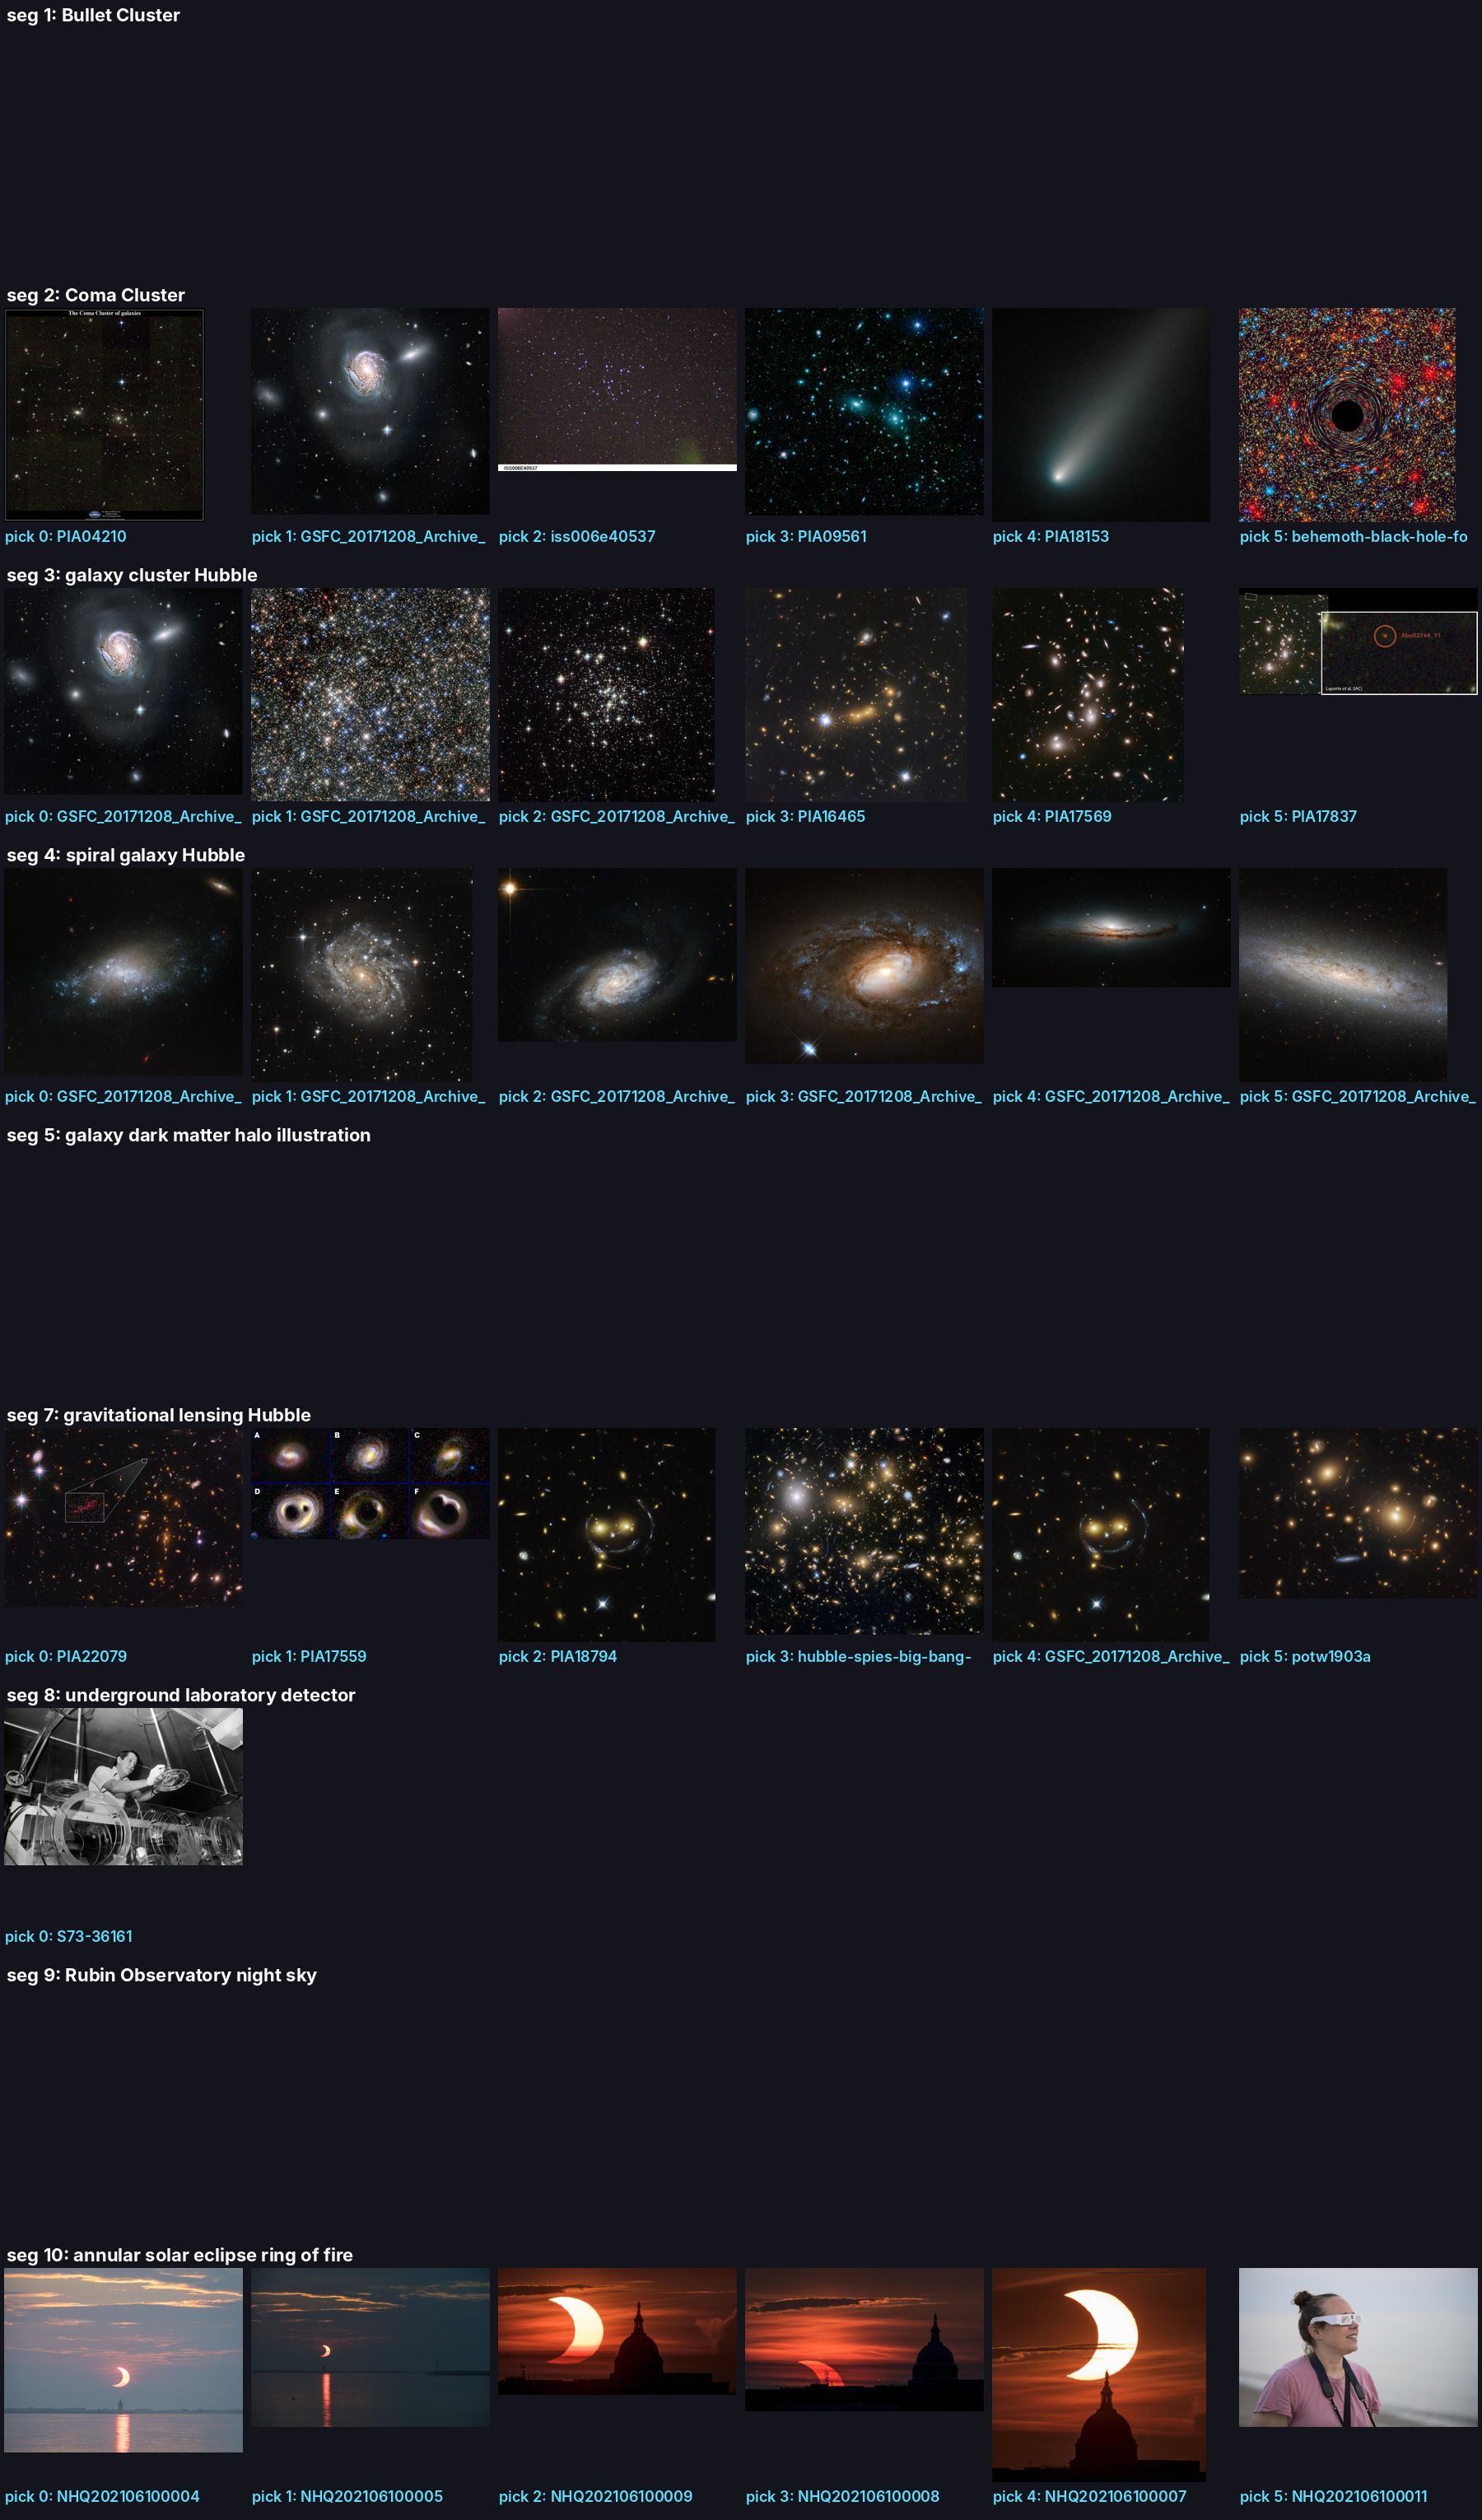 seg 1: Bullet Cluster
seg 2: Coma Cluster
The Coma Cluster of galaxies
ISS006E40537
pick 0: PIA04210
pick 1: GSFC_20171208_Archive_
pick 2: iss006e40537
pick 3: PIA09561
pick 4: PIA18153
pick 5: behemoth-black-hole-fo
seg 3: galaxy cluster Hubble
Abell2744_Y1
Laporte et al. (IAC)
pick 0: GSFC_20171208_Archive_
pick 1: GSFC_20171208_Archive_
pick 2: GSFC_20171208_Archive_
pick 3: PIA16465
pick 4: PIA17569
pick 5: PIA17837
seg 4: spiral galaxy Hubble
pick 0: GSFC_20171208_Archive_
pick 1: GSFC_20171208_Archive_
pick 2: GSFC_20171208_Archive_
pick 3: GSFC_20171208_Archive_
pick 4: GSFC_20171208_Archive_
pick 5: GSFC_20171208_Archive_
seg 5: galaxy dark matter halo illustration
seg 7: gravitational lensing Hubble
A B C
D E F
pick 0: PIA22079
pick 1: PIA17559
pick 2: PIA18794
pick 3: hubble-spies-big-bang-
pick 4: GSFC_20171208_Archive_
pick 5: potw1903a
seg 8: underground laboratory detector
pick 0: S73-36161
seg 9: Rubin Observatory night sky
seg 10: annular solar eclipse ring of fire
pick 0: NHQ202106100004
pick 1: NHQ202106100005
pick 2: NHQ202106100009
pick 3: NHQ202106100008
pick 4: NHQ202106100007
pick 5: NHQ202106100011